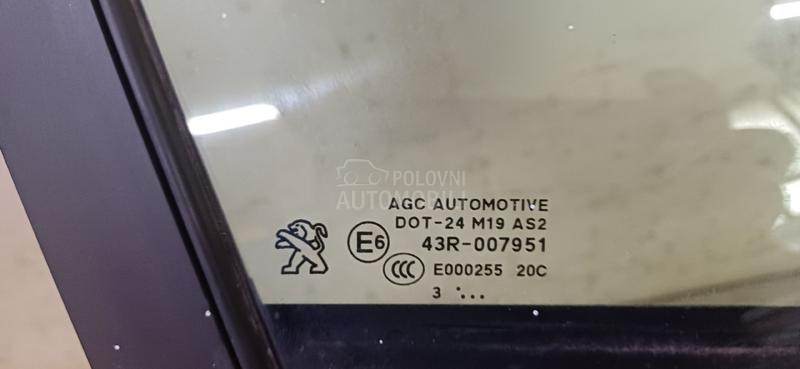 POLOVNI
AUTOMOBILI
AGC AUTOMOTIVE
DOT-24 M19 AS2
E6 43R-007951
CCC E000255 20C
3 ...